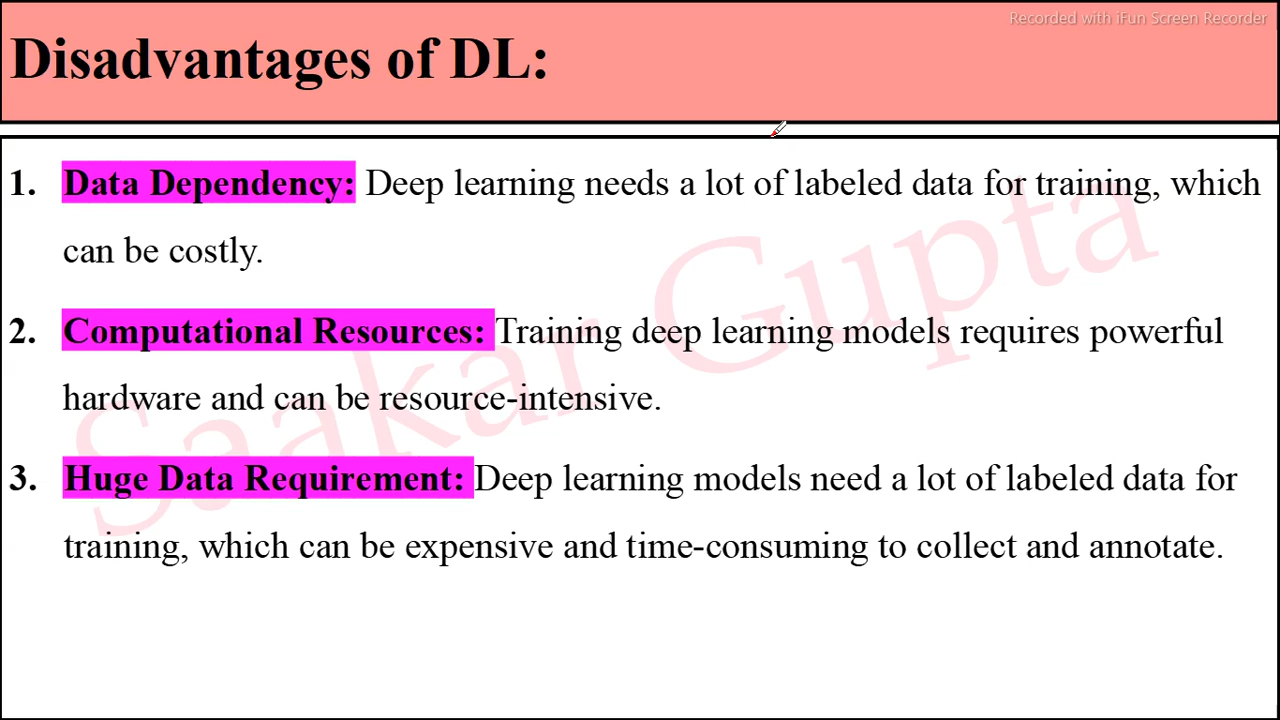 Recorded with iFun Screen Recorder
Disadvantages of DL:
1. Data Dependency: Deep learning needs a lot of labeled data for training, which
can be costly.
2. Computational Resources: Training deep learning models requires powerful
hardware and can be resource-intensive.
3. Huge Data Requirement: Deep learning models need a lot of labeled data for
training, which can be expensive and time-consuming to collect and annotate.
Saakar Gupta